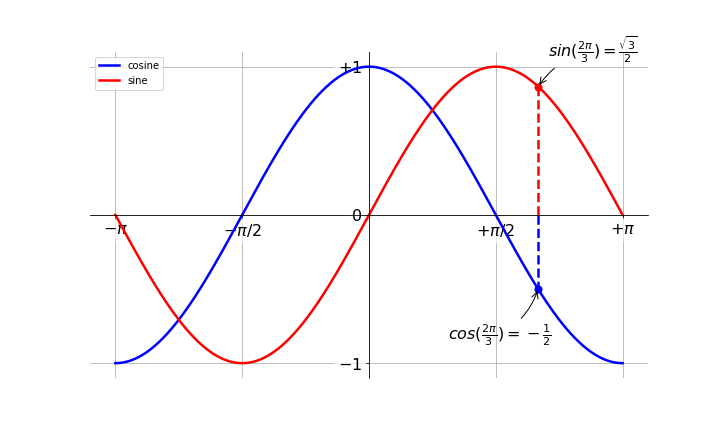 cosine
sine
sin(2π/3) = √3/2
+1
0
−π
−π/2
+π/2
+π
cos(2π/3) = −1/2
−1